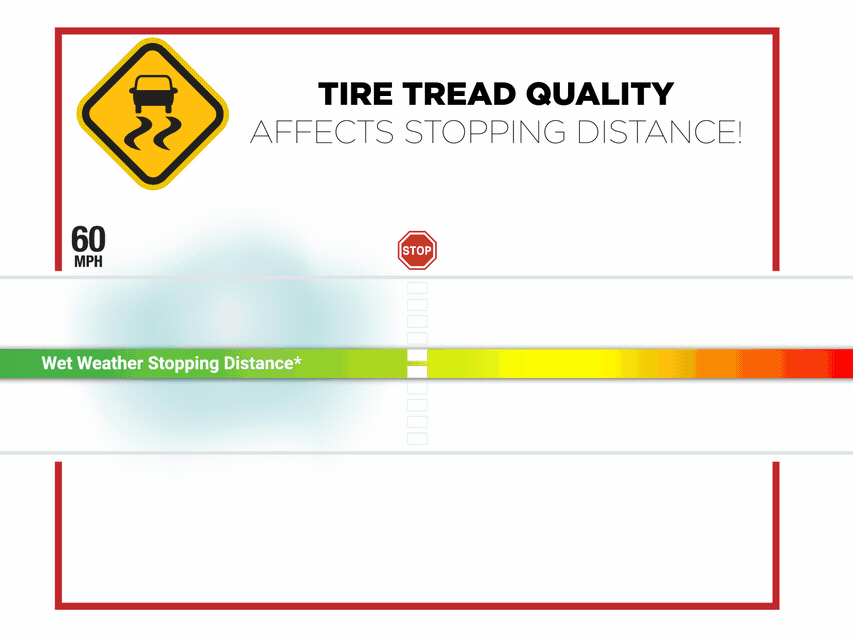 TIRE TREAD QUALITY
AFFECTS STOPPING DISTANCE!
60
MPH
STOP
Wet Weather Stopping Distance*